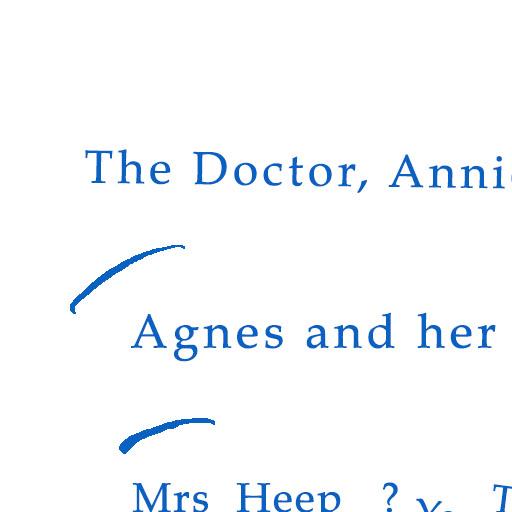 The Doctor, Anni
Agnes and her
Mrs Heep ?